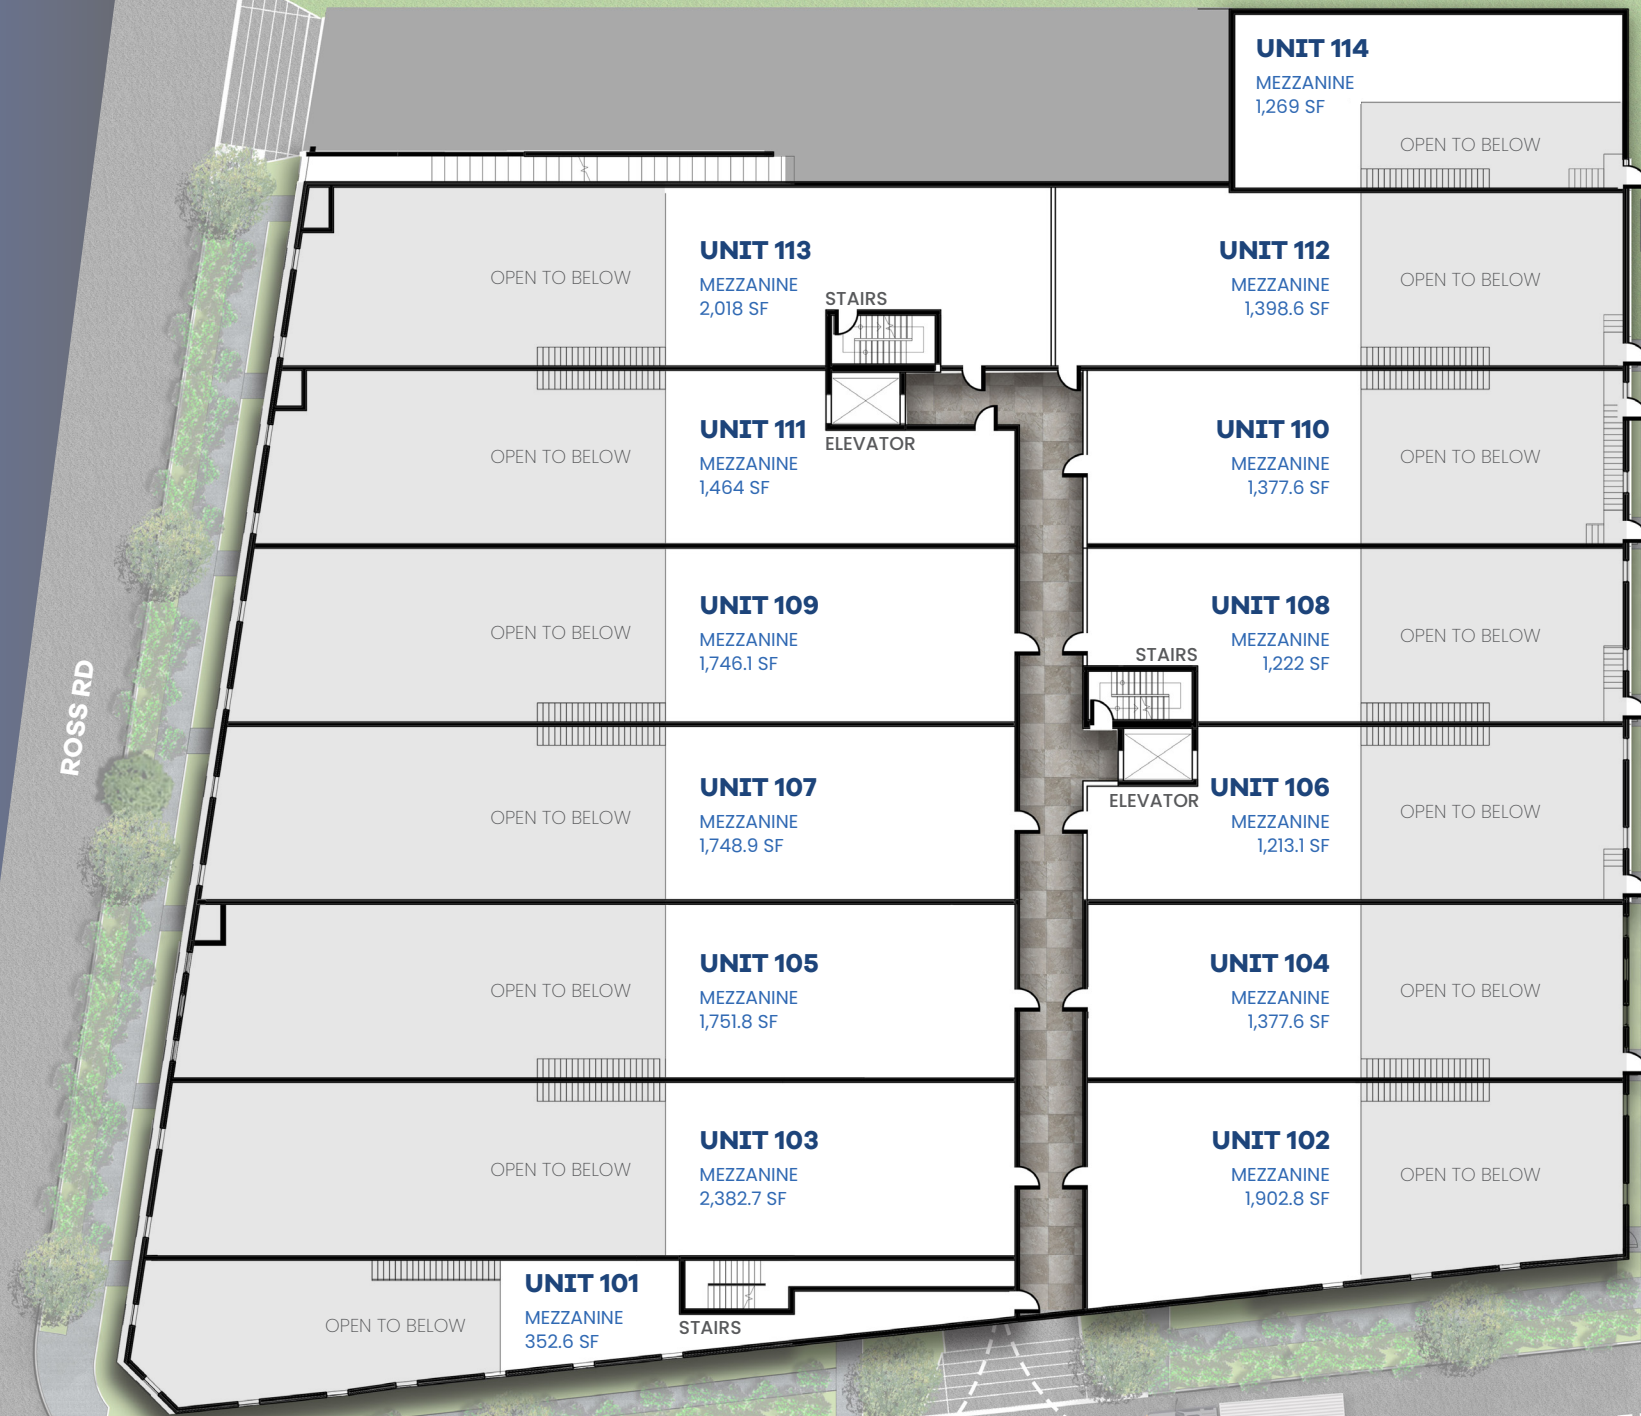 UNIT 114
MEZZANINE
1,269 SF
OPEN TO BELOW
OPEN TO BELOW
UNIT 113
MEZZANINE
2,018 SF
STAIRS
UNIT 112
MEZZANINE
1,398.6 SF
OPEN TO BELOW
OPEN TO BELOW
UNIT 111
MEZZANINE
1,464 SF
ELEVATOR
UNIT 110
MEZZANINE
1,377.6 SF
OPEN TO BELOW
OPEN TO BELOW
UNIT 109
MEZZANINE
1,746.1 SF
UNIT 108
MEZZANINE
1,222 SF
STAIRS
OPEN TO BELOW
ROSS RD
OPEN TO BELOW
UNIT 107
MEZZANINE
1,748.9 SF
ELEVATOR
UNIT 106
MEZZANINE
1,213.1 SF
OPEN TO BELOW
OPEN TO BELOW
UNIT 105
MEZZANINE
1,751.8 SF
UNIT 104
MEZZANINE
1,377.6 SF
OPEN TO BELOW
OPEN TO BELOW
UNIT 103
MEZZANINE
2,382.7 SF
UNIT 102
MEZZANINE
1,902.8 SF
OPEN TO BELOW
OPEN TO BELOW
UNIT 101
MEZZANINE
352.6 SF
STAIRS